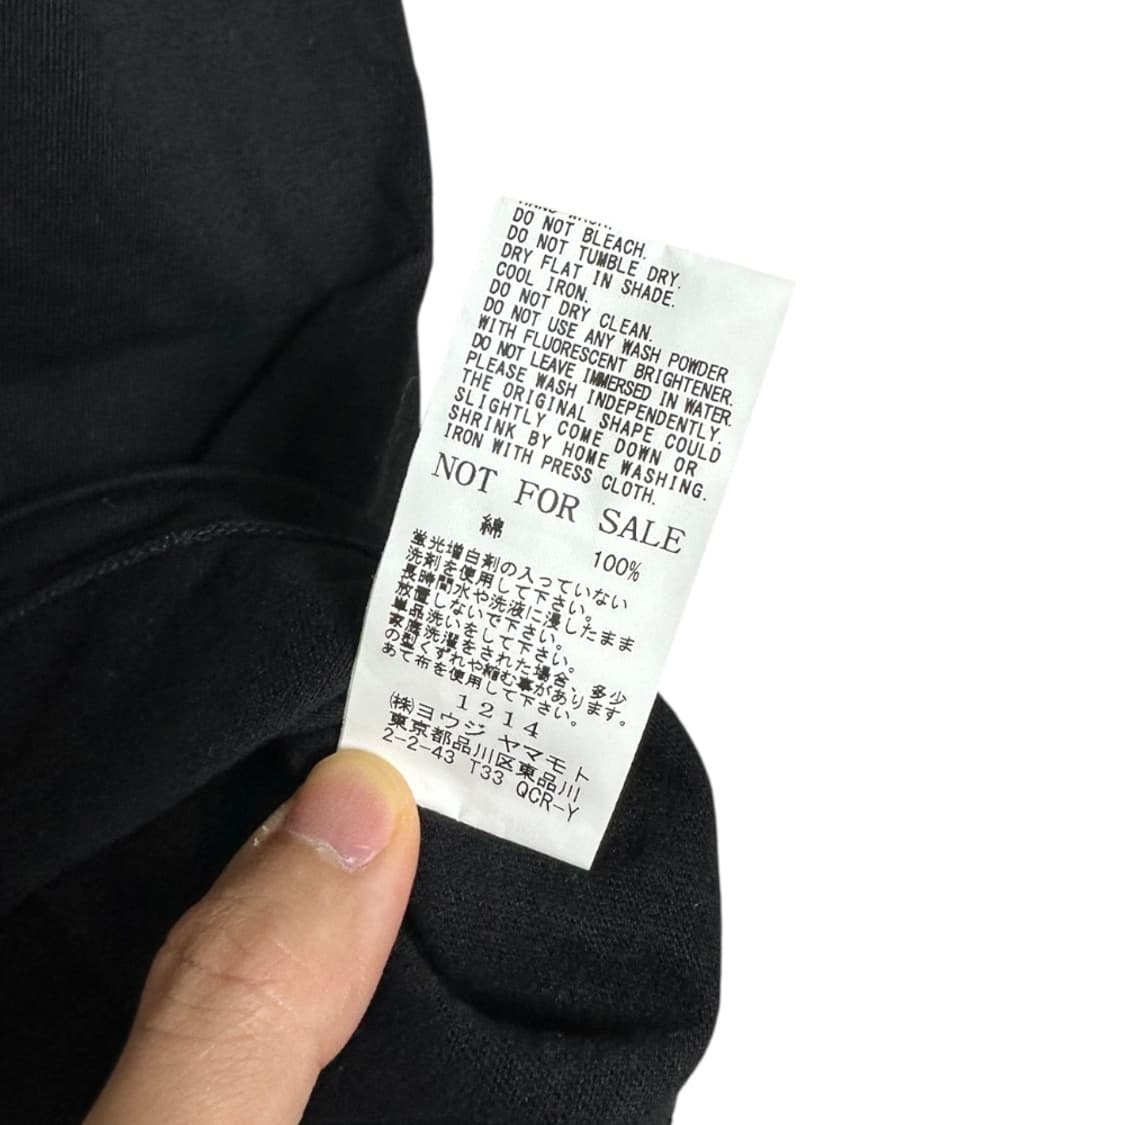 HAND WASH.
DO NOT BLEACH.
DO NOT TUMBLE DRY.
DRY FLAT IN SHADE.
COOL IRON.
DO NOT DRY CLEAN.
DO NOT USE ANY WASH POWDER
WITH FLUORESCENT BRIGHTENER.
DO NOT LEAVE IMMERSED IN WATER.
PLEASE WASH INDEPENDENTLY.
THE ORIGINAL SHAPE COULD
SLIGHTLY COME DOWN OR
SHRINK BY HOME WASHING.
IRON WITH PRESS CLOTH.
NOT FOR SALE
綿 100%
蛍光増白剤の入っていない
洗剤を使用して下さい。
長時間水や洗液に浸したまま
放置しないで下さい。
単品洗いをして下さい。
家庭洗濯をされた場合、多少
の型くずれや縮む事があります。
あて布を使用して下さい。
1214
㈱ヨウジ ヤマモト
東京都品川区東品川
2-2-43 T33 QCR-Y